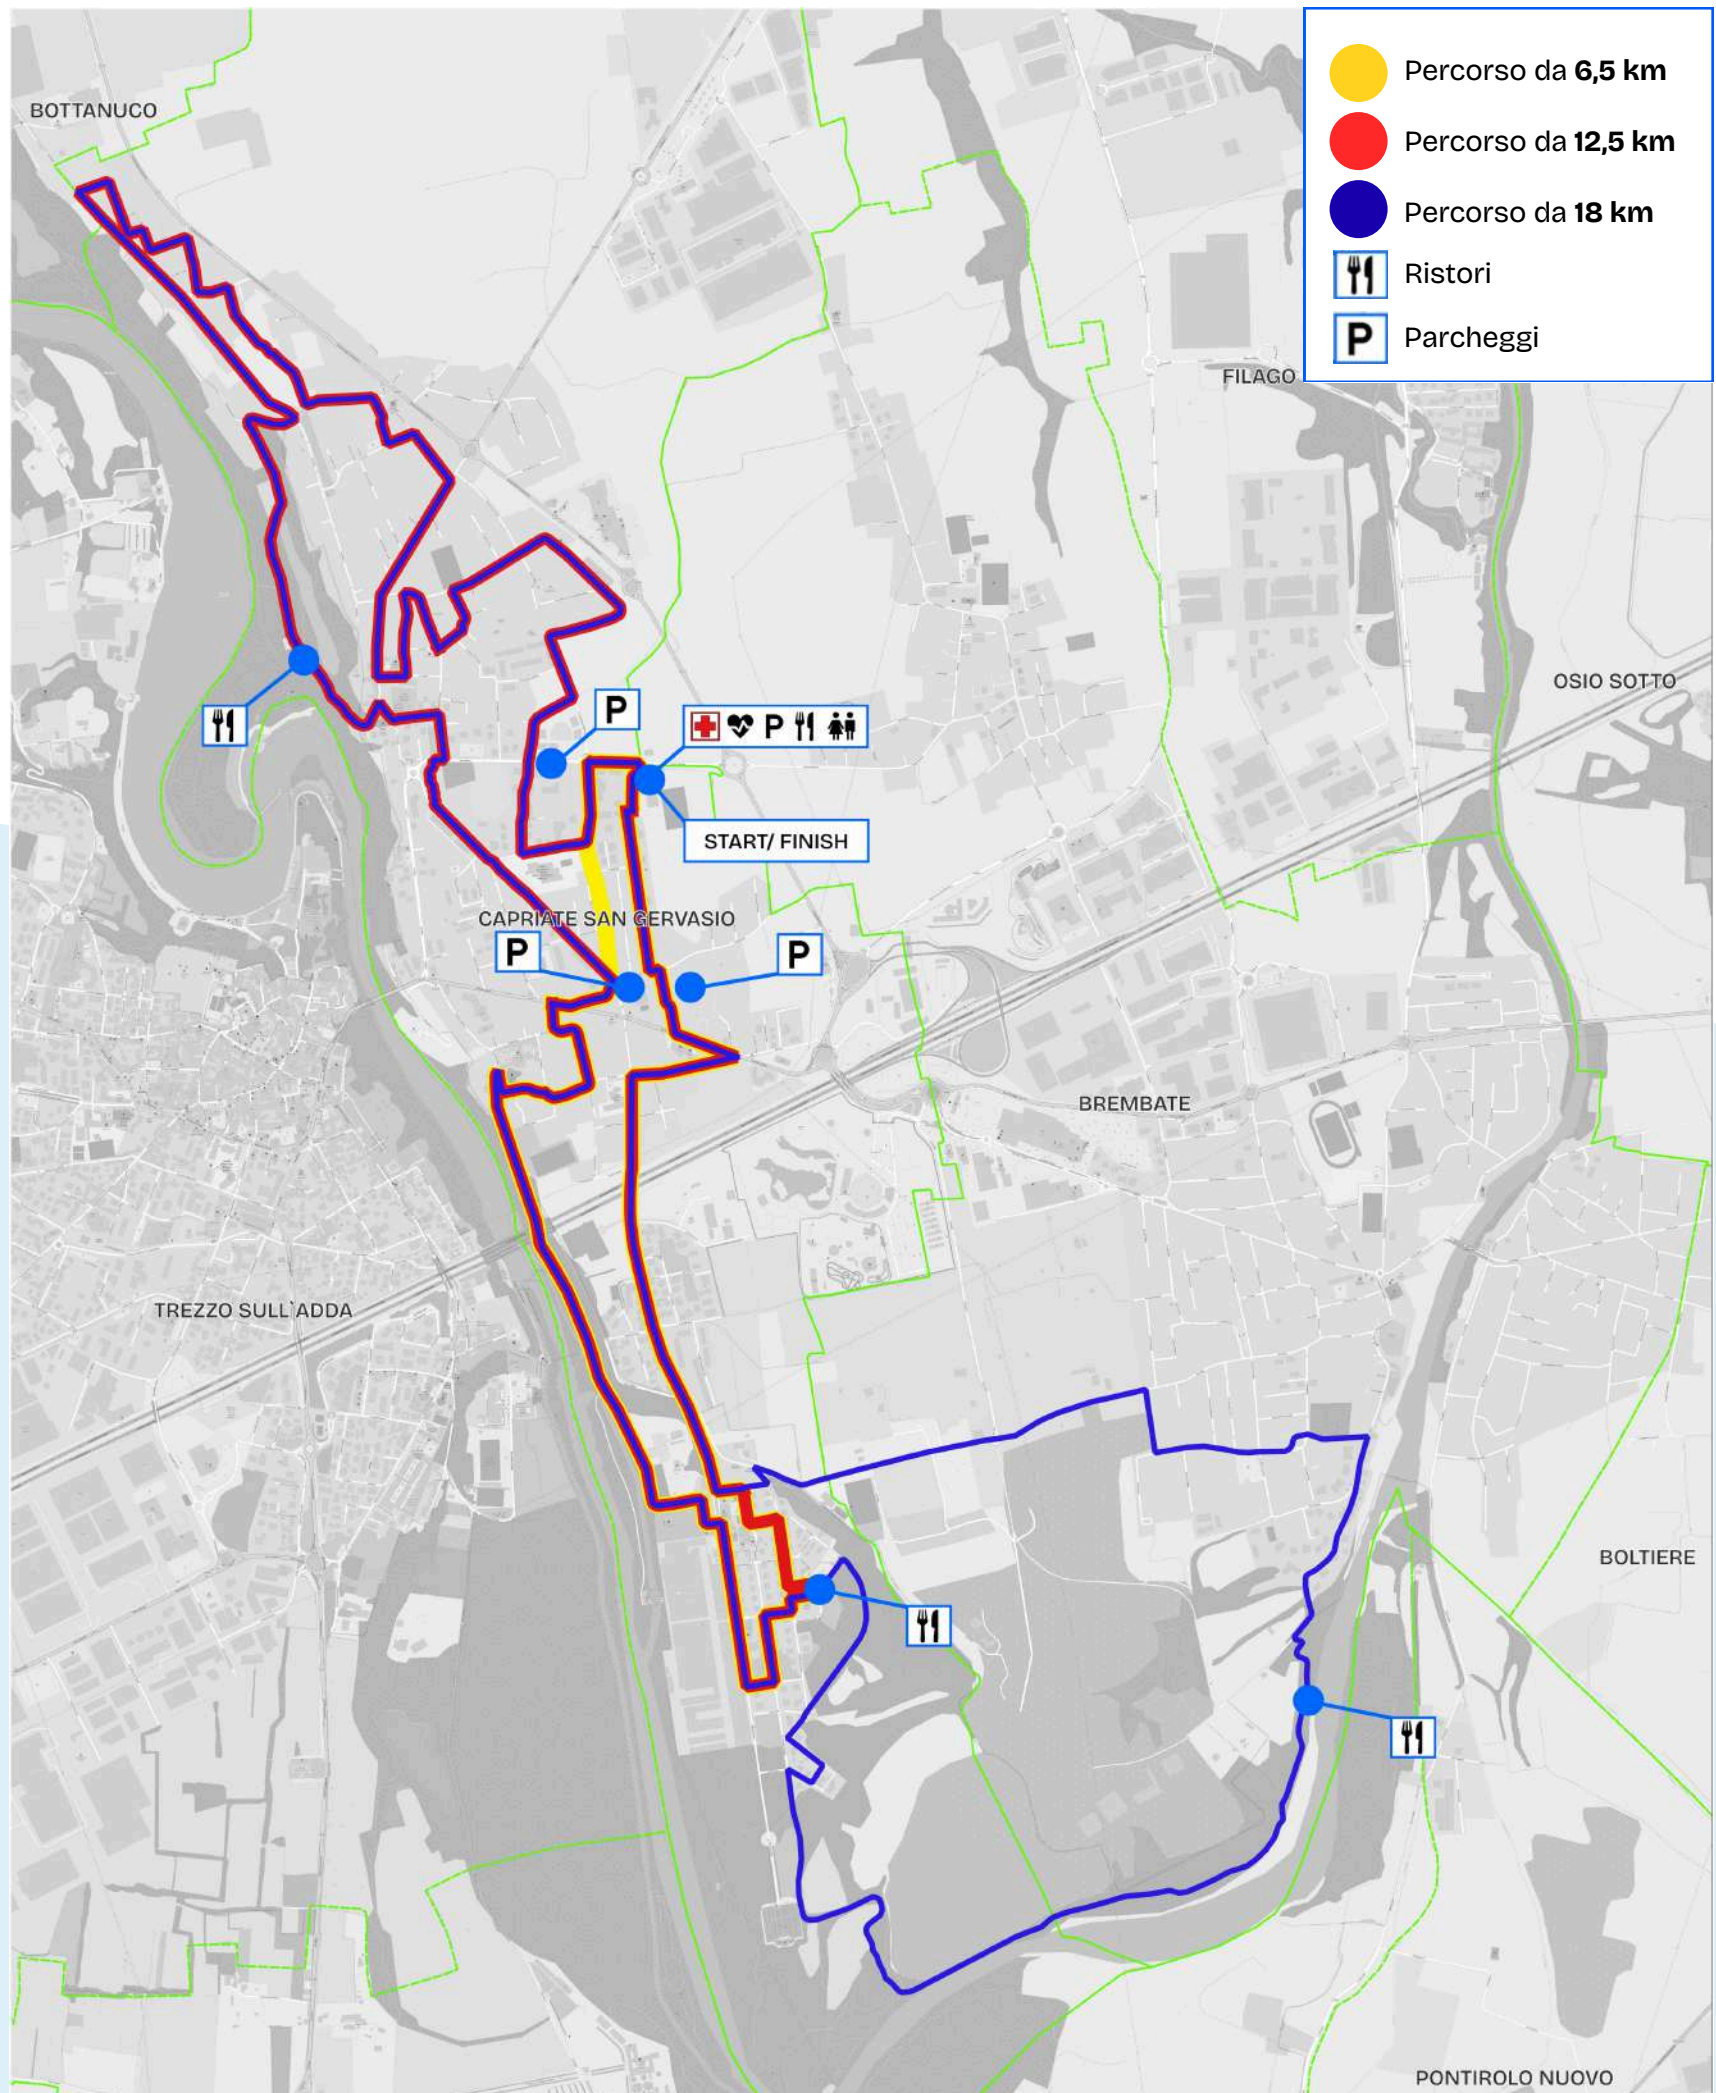 Percorso da 6,5 km
Percorso da 12,5 km
Percorso da 18 km
Ristori
P Parcheggi
BOTTANUCO
FILAGO
OSIO SOTTO
P
P
START/ FINISH
CAPRIATE SAN GERVASIO
P
P
BREMBATE
TREZZO SULL`ADDA
BOLTIERE
PONTIROLO NUOVO